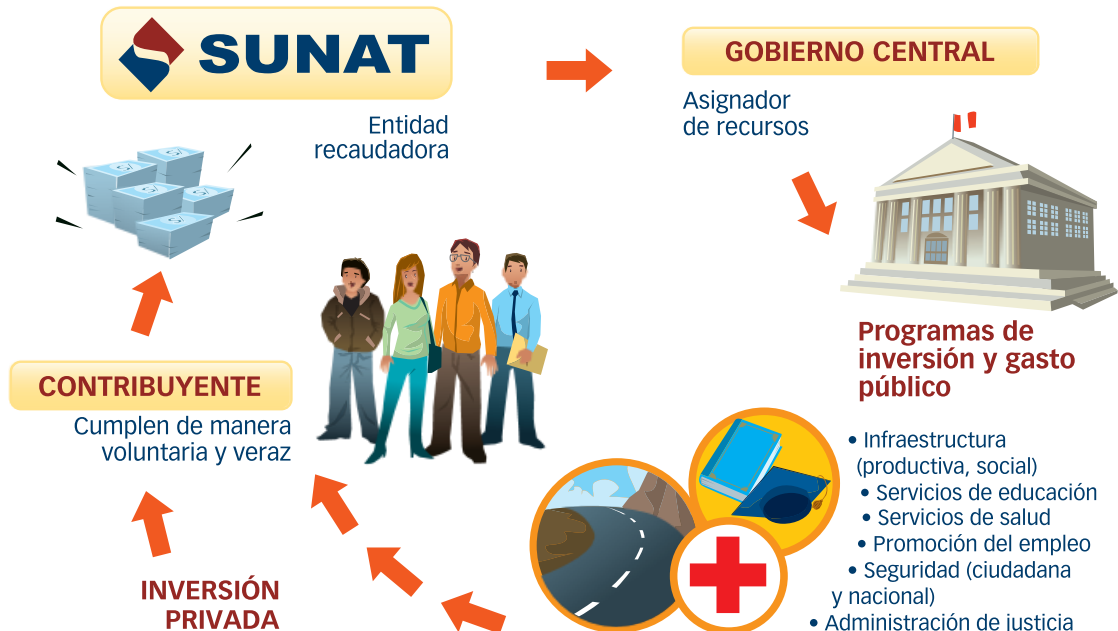 SUNAT
Entidad
recaudadora
GOBIERNO CENTRAL
Asignador
de recursos
CONTRIBUYENTE
Cumplen de manera
voluntaria y veraz
INVERSIÓN
PRIVADA
Programas de
inversión y gasto
público
• Infraestructura
(productiva, social)
• Servicios de educación
• Servicios de salud
• Promoción del empleo
• Seguridad (ciudadana
y nacional)
• Administración de justicia